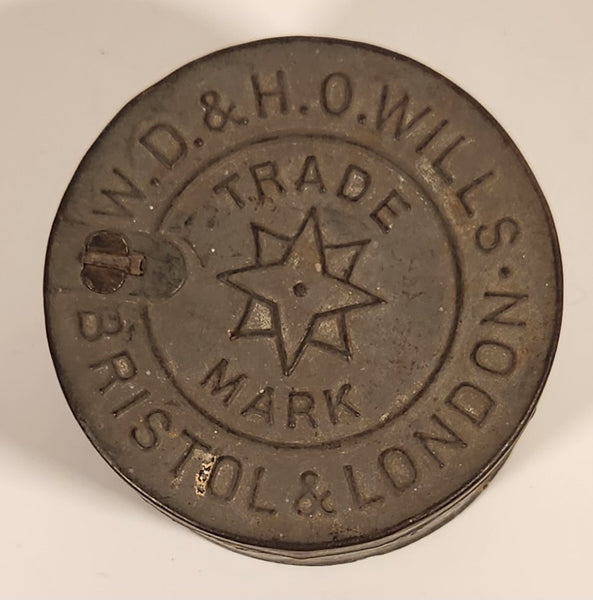 W.D. & H.O. WILLS.
BRISTOL & LONDON
TRADE
MARK